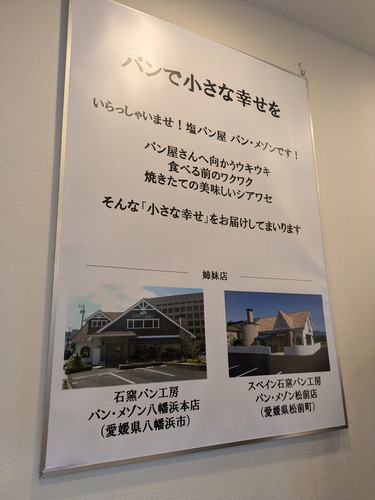 パンで小さな幸せを
いらっしゃいませ！塩パン屋 パン・メゾンです！
パン屋さんへ向かうウキウキ
食べる前のワクワク
焼きたての美味しいシアワセ
そんな「小さな幸せ」をお届けしてまいります
姉妹店
石窯パン工房
パン・メゾン八幡浜本店
（愛媛県八幡浜市）
スペイン石窯パン工房
パン・メゾン松前店
（愛媛県松前町）